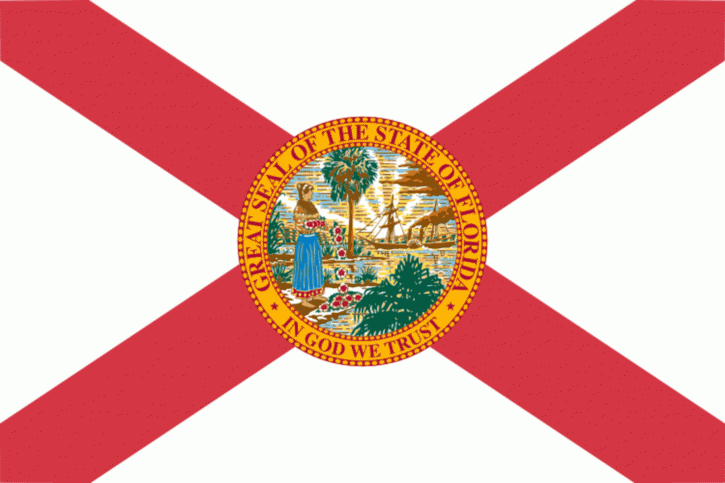 GREAT SEAL OF THE STATE OF FLORIDA
IN GOD WE TRUST